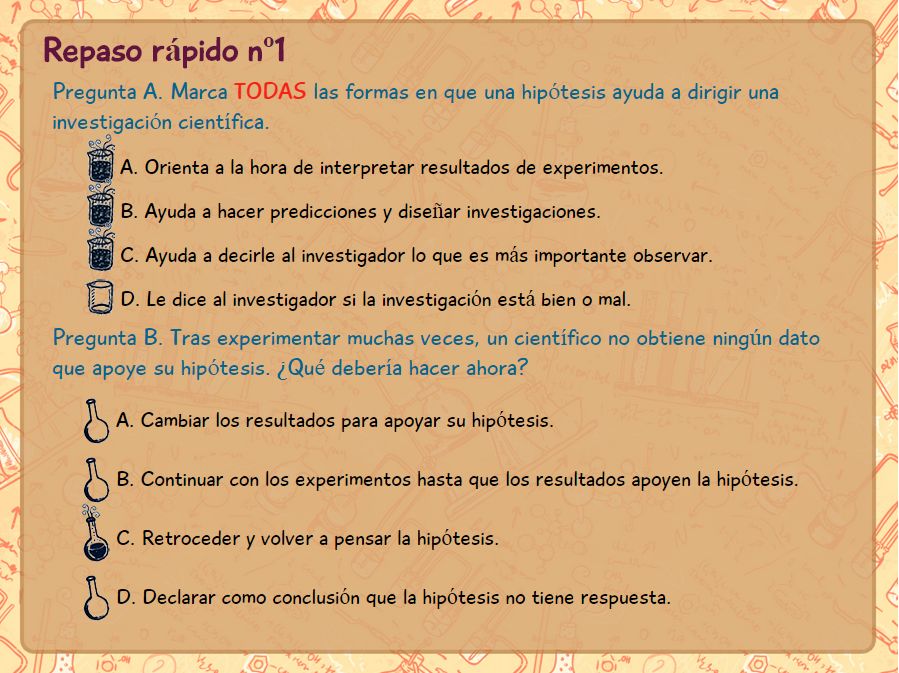 Repaso rápido nº1
Pregunta A. Marca TODAS las formas en que una hipótesis ayuda a dirigir una
investigación científica.
A. Orienta a la hora de interpretar resultados de experimentos.
B. Ayuda a hacer predicciones y diseñar investigaciones.
C. Ayuda a decirle al investigador lo que es más importante observar.
D. Le dice al investigador si la investigación está bien o mal.
Pregunta B. Tras experimentar muchas veces, un científico no obtiene ningún dato
que apoye su hipótesis. ¿Qué debería hacer ahora?
A. Cambiar los resultados para apoyar su hipótesis.
B. Continuar con los experimentos hasta que los resultados apoyen la hipótesis.
C. Retroceder y volver a pensar la hipótesis.
D. Declarar como conclusión que la hipótesis no tiene respuesta.